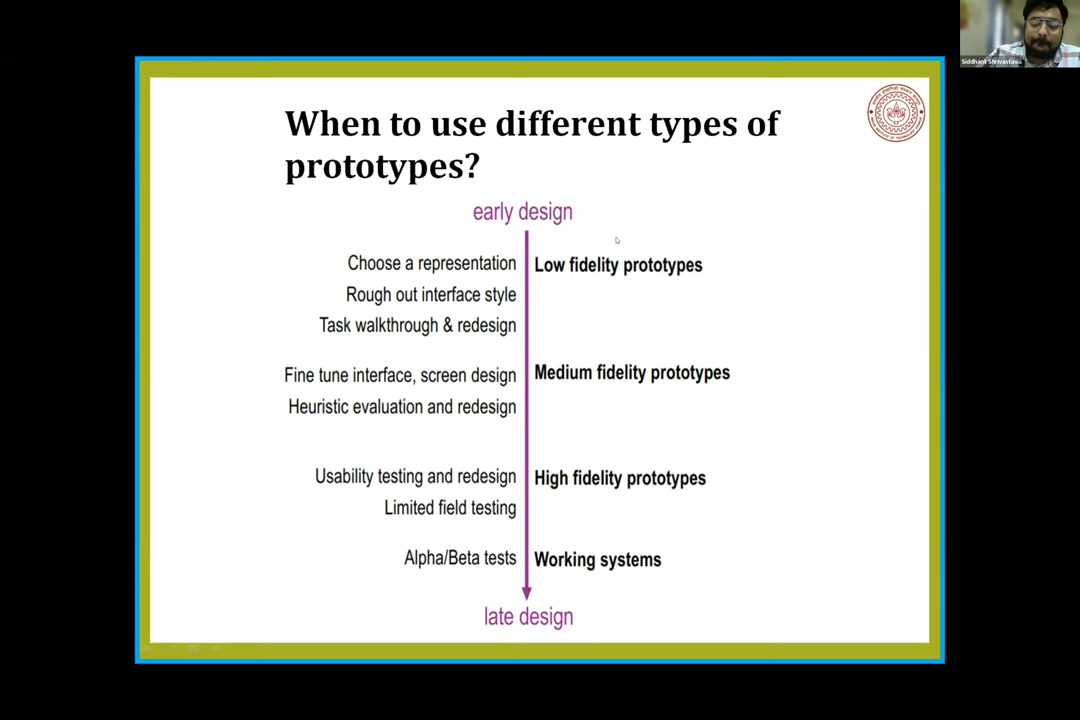 Siddhant Shrivastav
When to use different types of
prototypes?
early design
Choose a representation
Low fidelity prototypes
Rough out interface style
Task walkthrough & redesign
Fine tune interface, screen design
Medium fidelity prototypes
Heuristic evaluation and redesign
Usability testing and redesign
High fidelity prototypes
Limited field testing
Alpha/Beta tests
Working systems
late design